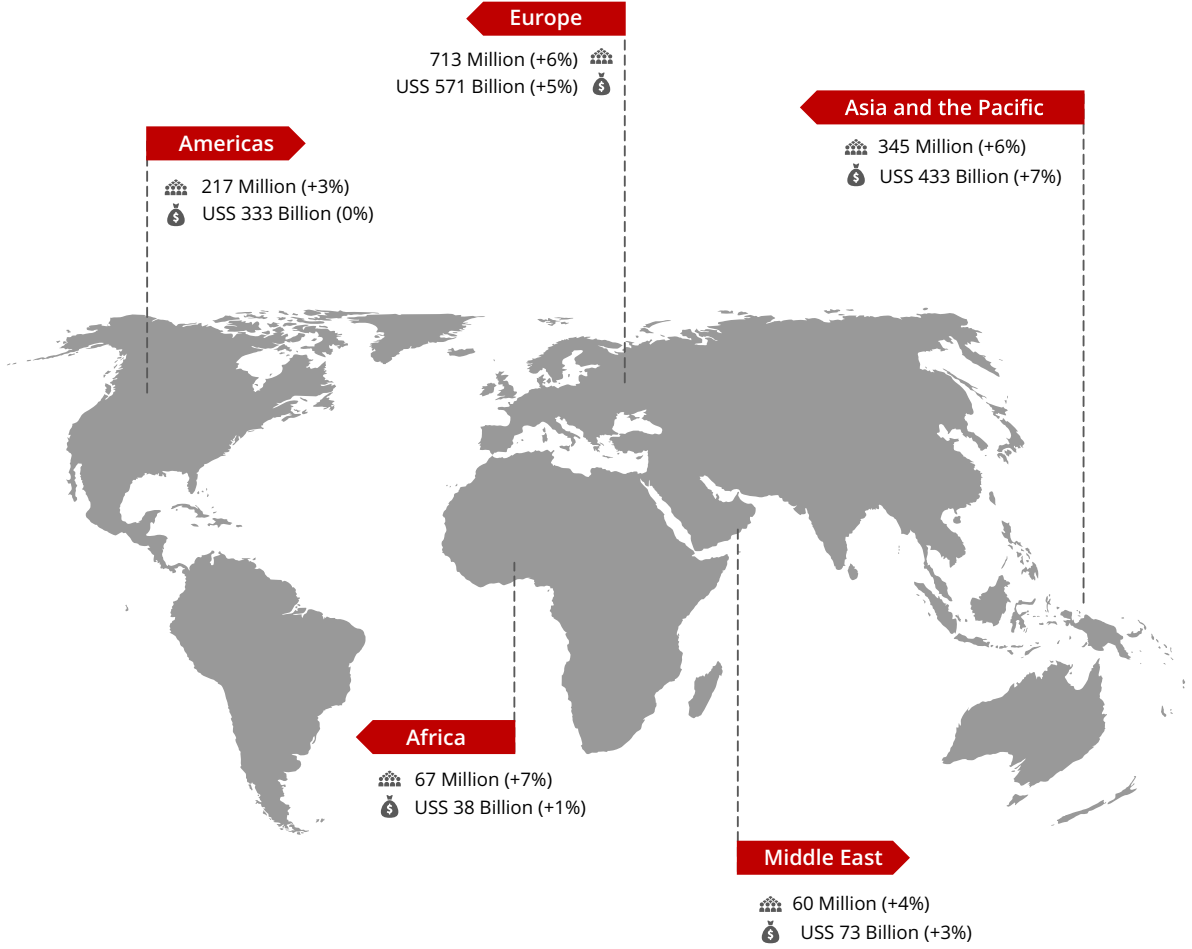 Europe
713 Million (+6%)
USS 571 Billion (+5%)
Asia and the Pacific
345 Million (+6%)
USS 433 Billion (+7%)
Americas
217 Million (+3%)
USS 333 Billion (0%)
Africa
67 Million (+7%)
USS 38 Billion (+1%)
Middle East
60 Million (+4%)
USS 73 Billion (+3%)